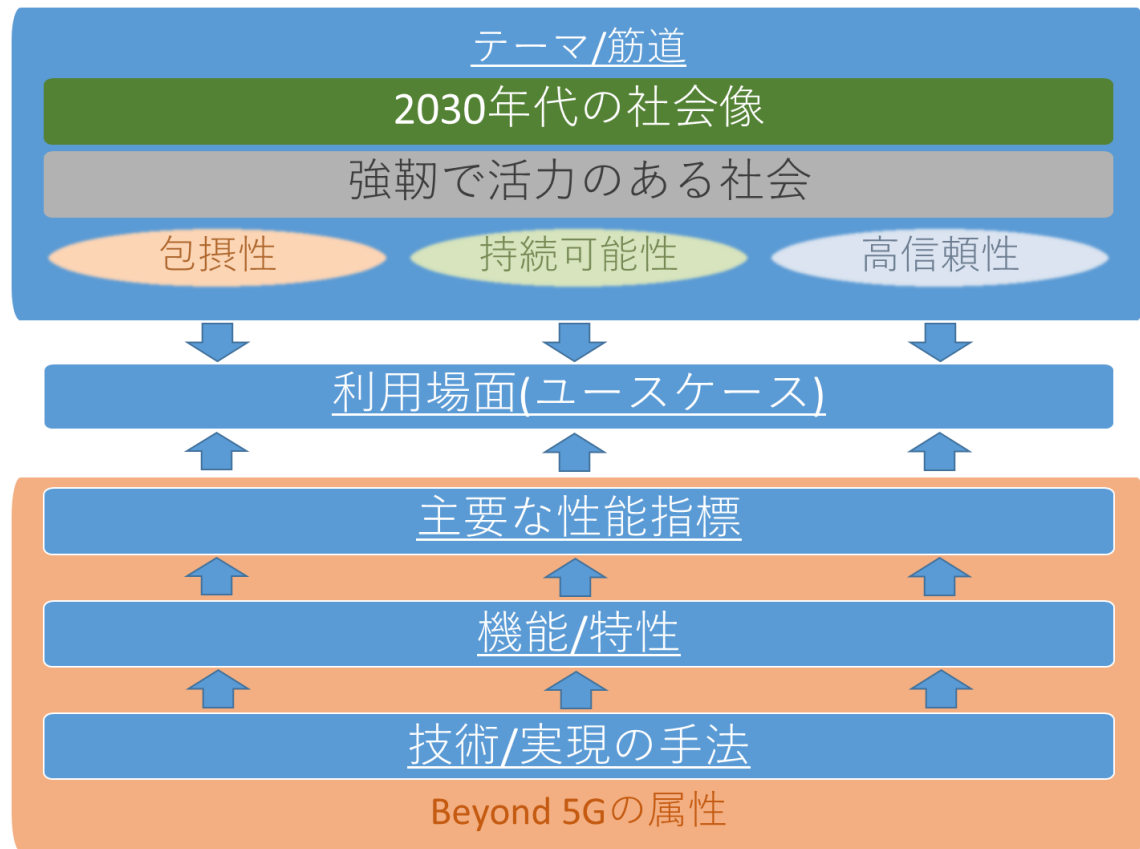 テーマ/筋道
2030年代の社会像
強靭で活力のある社会
包摂性
持続可能性
高信頼性
利用場面(ユースケース)
主要な性能指標
機能/特性
技術/実現の手法
Beyond 5Gの属性